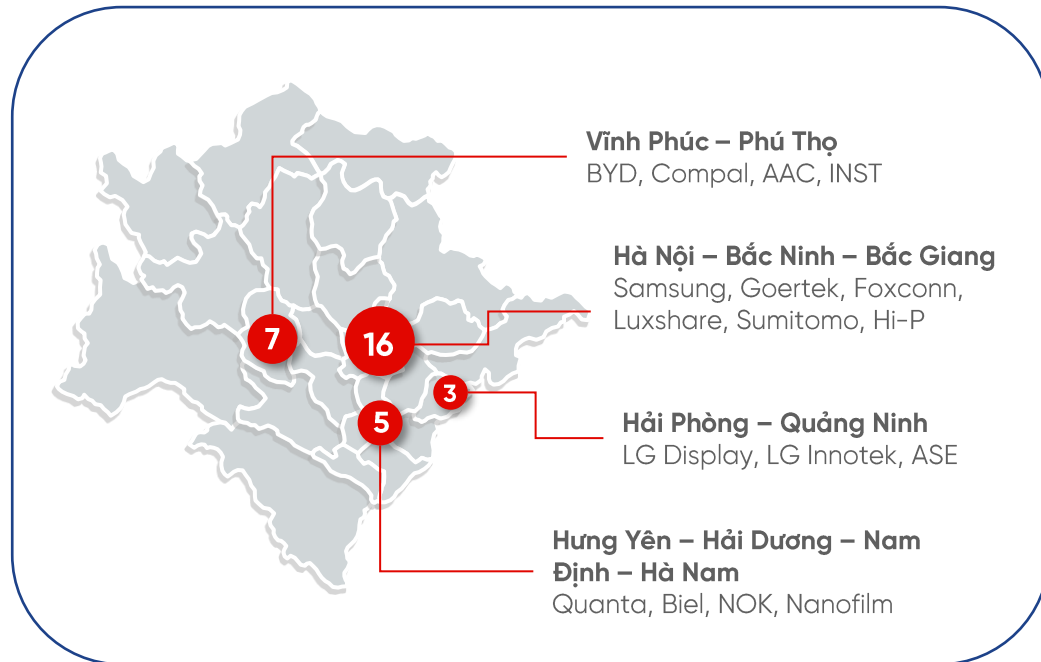 Vĩnh Phúc – Phú Thọ
BYD, Compal, AAC, INST
Hà Nội – Bắc Ninh – Bắc Giang
Samsung, Goertek, Foxconn,
Luxshare, Sumitomo, Hi-P
7
16
3
5
Hải Phòng – Quảng Ninh
LG Display, LG Innotek, ASE
Hưng Yên – Hải Dương – Nam
Định – Hà Nam
Quanta, Biel, NOK, Nanofilm